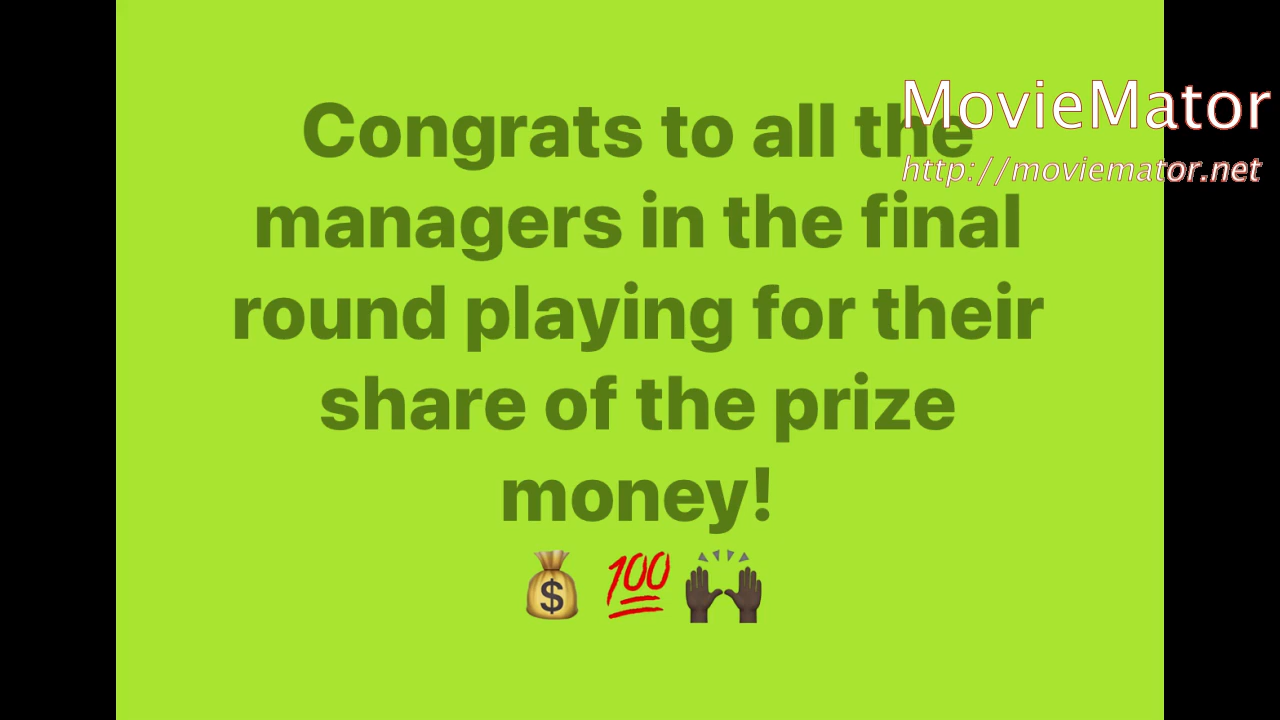 Congrats to all the
managers in the final
round playing for their
share of the prize
money!
💰 💯 🙌🏿
MovieMator
http://moviemator.net